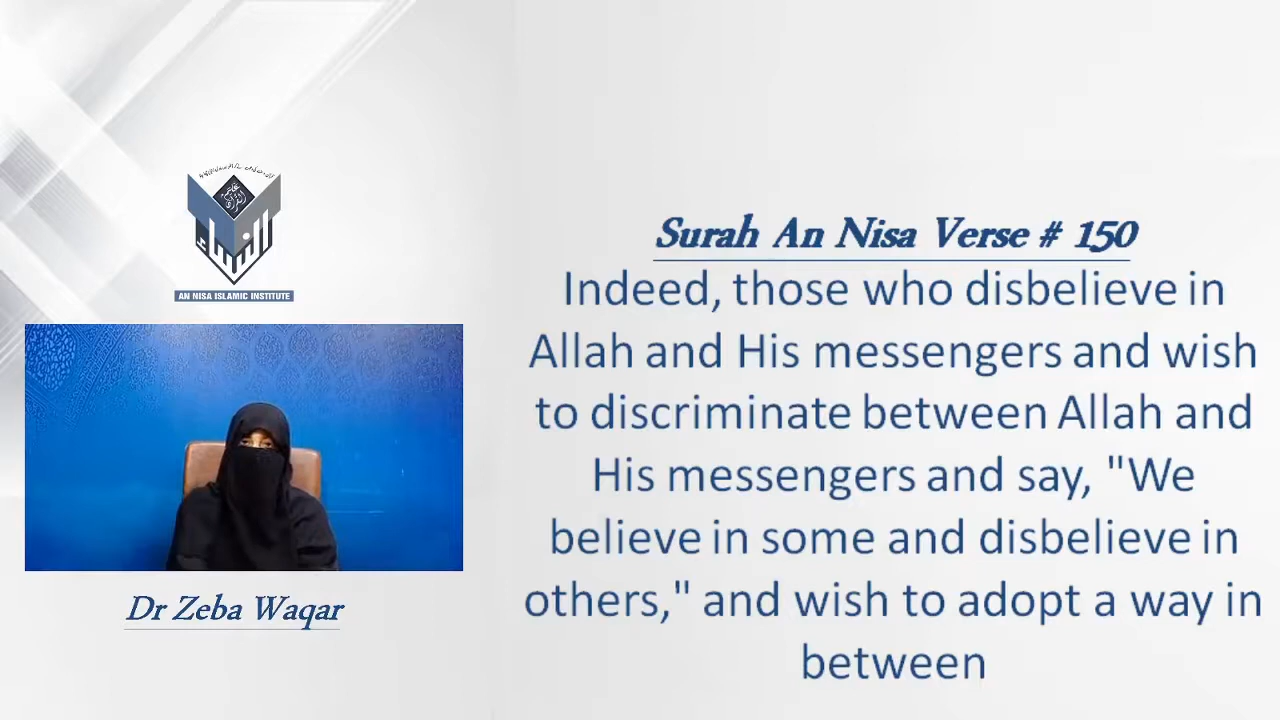 AN NISA ISLAMIC INSTITUTE
Dr Zeba Waqar
Surah An Nisa Verse # 150
Indeed, those who disbelieve in
Allah and His messengers and wish
to discriminate between Allah and
His messengers and say, "We
believe in some and disbelieve in
others," and wish to adopt a way in
between